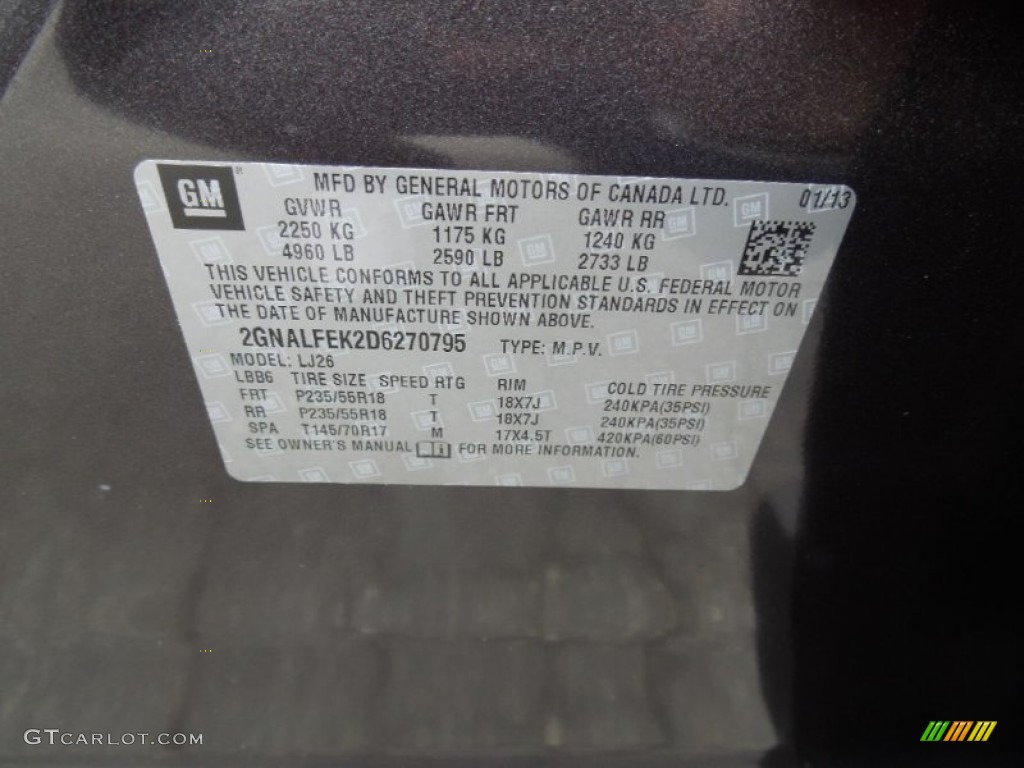 GM® MFD BY GENERAL MOTORS OF CANADA LTD. 01/13
GVWR GAWR FRT GAWR RR
2250 KG 1175 KG 1240 KG
4960 LB 2590 LB 2733 LB
THIS VEHICLE CONFORMS TO ALL APPLICABLE U.S. FEDERAL MOTOR
VEHICLE SAFETY AND THEFT PREVENTION STANDARDS IN EFFECT ON
THE DATE OF MANUFACTURE SHOWN ABOVE.
2GNALFEK2D6270795 TYPE: M.P.V.
MODEL: LJ26
LBB6 TIRE SIZE SPEED RTG RIM COLD TIRE PRESSURE
FRT P235/55R18 T 18X7J 240KPA(35PSI)
RR P235/55R18 T 18X7J 240KPA(35PSI)
SPA T145/70R17 M 17X4.5T 420KPA(60PSI)
SEE OWNER'S MANUAL FOR MORE INFORMATION.
GTCARLOT.COM